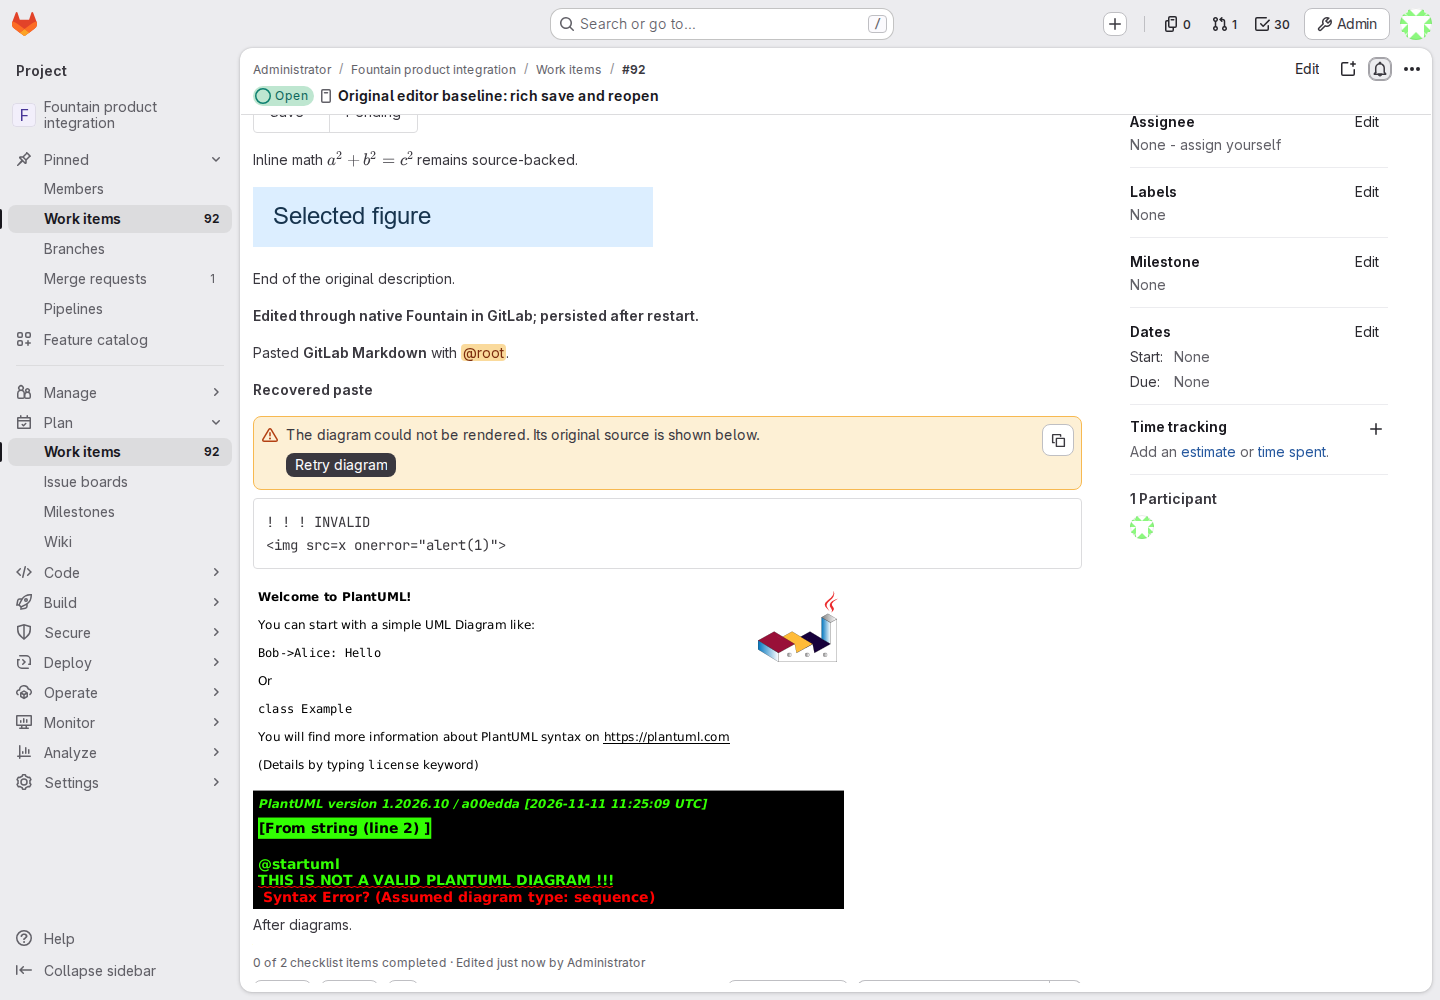 Search or go to...
/
0
1
30
Admin
Project
F
Fountain product integration
Pinned
Members
Work items 92
Branches
Merge requests 1
Pipelines
Feature catalog
Manage
Plan
Work items 92
Issue boards
Milestones
Wiki
Code
Build
Secure
Deploy
Operate
Monitor
Analyze
Settings
Help
Collapse sidebar
Administrator / Fountain product integration / Work items / #92
Edit
Open
Original editor baseline: rich save and reopen
Inline math a² + b² = c² remains source-backed.
Selected figure
End of the original description.
Edited through native Fountain in GitLab; persisted after restart.
Pasted GitLab Markdown with @root.
Recovered paste
The diagram could not be rendered. Its original source is shown below.
Retry diagram
! ! ! INVALID
<img src=x onerror="alert(1)">
Welcome to PlantUML!
You can start with a simple UML Diagram like:
Bob->Alice: Hello
Or
class Example
You will find more information about PlantUML syntax on https://plantuml.com
(Details by typing license keyword)
PlantUML version 1.2026.10 / a00edda [2026-11-11 11:25:09 UTC]
[From string (line 2) ]
@startuml
THIS IS NOT A VALID PLANTUML DIAGRAM !!!
Syntax Error? (Assumed diagram type: sequence)
After diagrams.
0 of 2 checklist items completed · Edited just now by Administrator
Assignee
Edit
None - assign yourself
Labels
Edit
None
Milestone
Edit
None
Dates
Edit
Start: None
Due: None
Time tracking
Add an estimate or time spent.
1 Participant